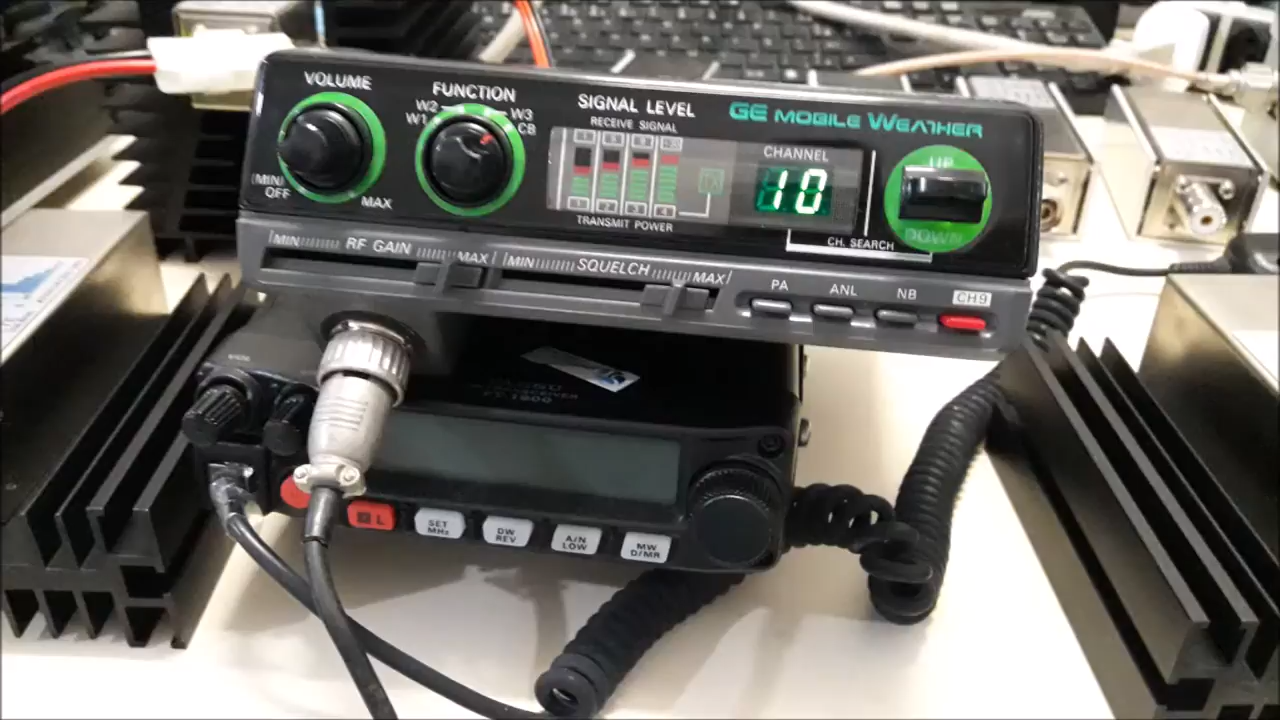 VOLUME
(MIN)
OFF
MAX
FUNCTION
W2
W1
W3
CB
SIGNAL LEVEL
RECEIVE SIGNAL
1 2 3 4
TRANSMIT POWER
GE MOBILE WEATHER
CHANNEL
10
UP
DOWN
CH. SEARCH
MIN RF GAIN MAX
MIN SQUELCH MAX
PA
ANL
NB
CH9
L
SET
MHz
DW
REV
A/N
LOW
MW
D/MR